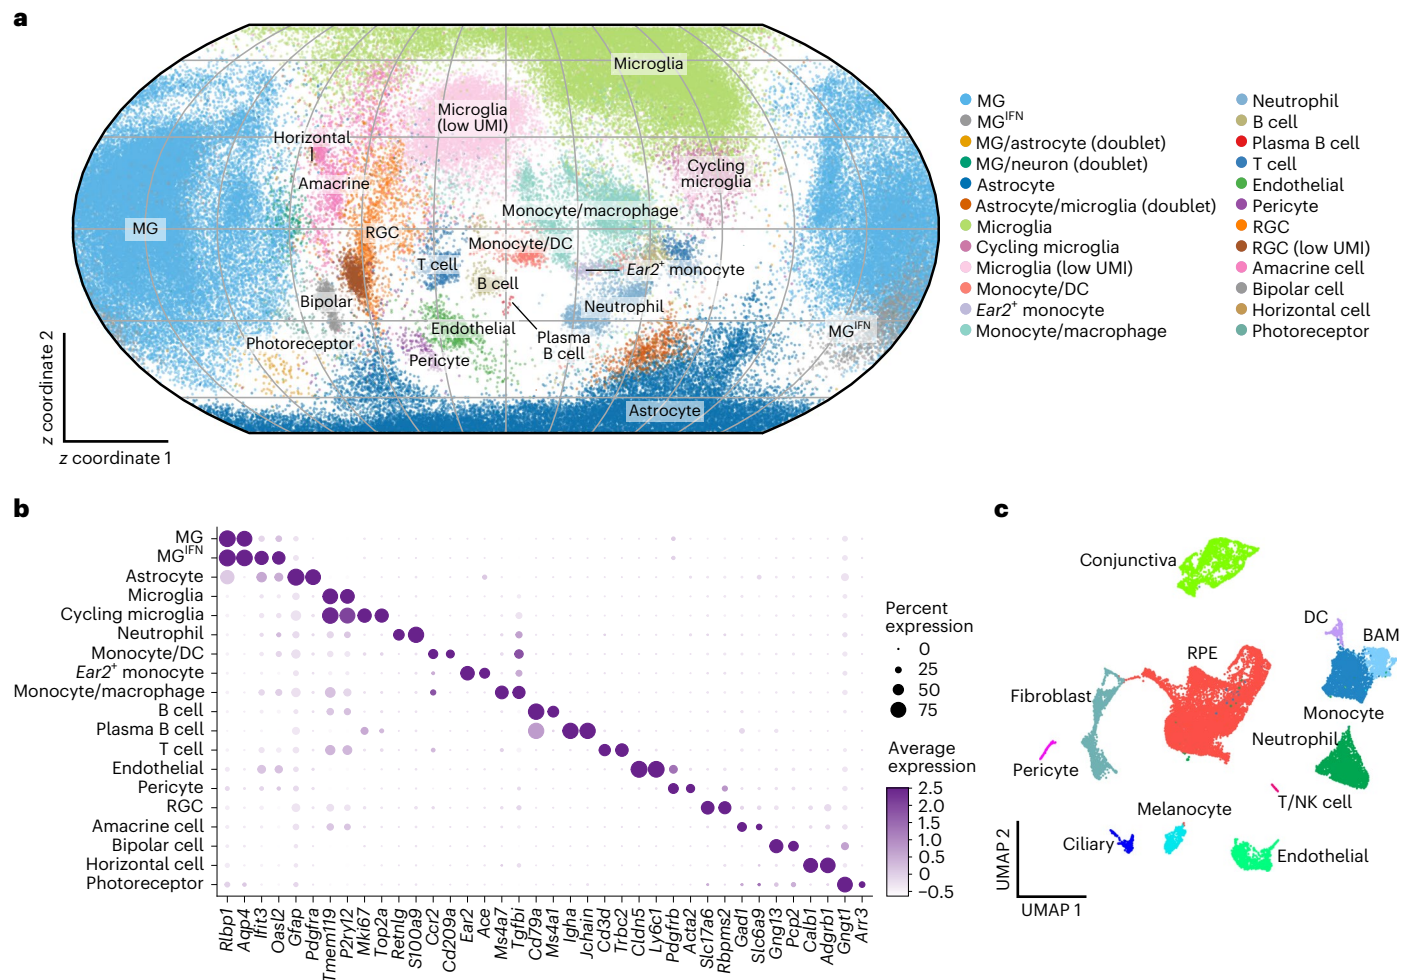 a
Microglia
Microglia
(low UMI)
Horizontal
Cycling
microglia
Amacrine
Monocyte/macrophage
MG
RGC
Monocyte/DC
T cell
Ear2+ monocyte
B cell
Bipolar
Neutrophil
Endothelial
Plasma
B cell
MGIFN
Photoreceptor
Pericyte
Astrocyte
z coordinate 2
z coordinate 1
MG
MGIFN
MG/astrocyte (doublet)
MG/neuron (doublet)
Astrocyte
Astrocyte/microglia (doublet)
Microglia
Cycling microglia
Microglia (low UMI)
Monocyte/DC
Ear2+ monocyte
Monocyte/macrophage
Neutrophil
B cell
Plasma B cell
T cell
Endothelial
Pericyte
RGC
RGC (low UMI)
Amacrine cell
Bipolar cell
Horizontal cell
Photoreceptor
b
MG
MGIFN
Astrocyte
Microglia
Cycling microglia
Neutrophil
Monocyte/DC
Ear2+ monocyte
Monocyte/macrophage
B cell
Plasma B cell
T cell
Endothelial
Pericyte
RGC
Amacrine cell
Bipolar cell
Horizontal cell
Photoreceptor
Rlbp1
Aqp4
Ifit3
Oasl2
Gfap
Pdgfra
Tmem119
P2ryl2
Mki67
Top2a
Retnlg
S100a9
Ccr2
Cd209a
Ear2
Ace
Ms4a7
Tgfbi
Cd79a
Ms4a1
Igha
Jchain
Cd3d
Trbc2
Cldn5
Ly6c1
Pdgfrb
Acta2
Slc17a6
Rbpms2
Gad1
Slc6a9
Gng13
Pcp2
Calb1
Adgrb1
Gngt1
Arr3
Percent
expression
0
25
50
75
Average
expression
2.5
2.0
1.5
1.0
0.5
0
−0.5
c
Conjunctiva
DC
BAM
RPE
Fibroblast
Monocyte
Neutrophil
Pericyte
T/NK cell
Melanocyte
Ciliary
Endothelial
UMAP 2
UMAP 1